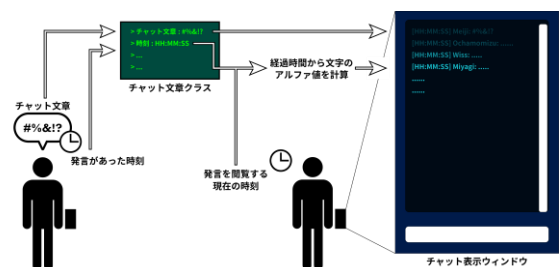 > チャット文章 : #%&!?
> 時刻 : HH:MM:SS
> ...
> ...
チャット文章クラス
チャット文章
#%&!?
発言があった時刻
経過時間から文字の
アルファ値を計算
発言を閲覧する
現在の時刻
[HH:MM:SS] Meiji: #%&!?
[HH:MM:SS] Ochanomizu: ......
[HH:MM:SS] Wiss: .....
[HH:MM:SS] Miyagi: .....
......
......
チャット表示ウィンドウ